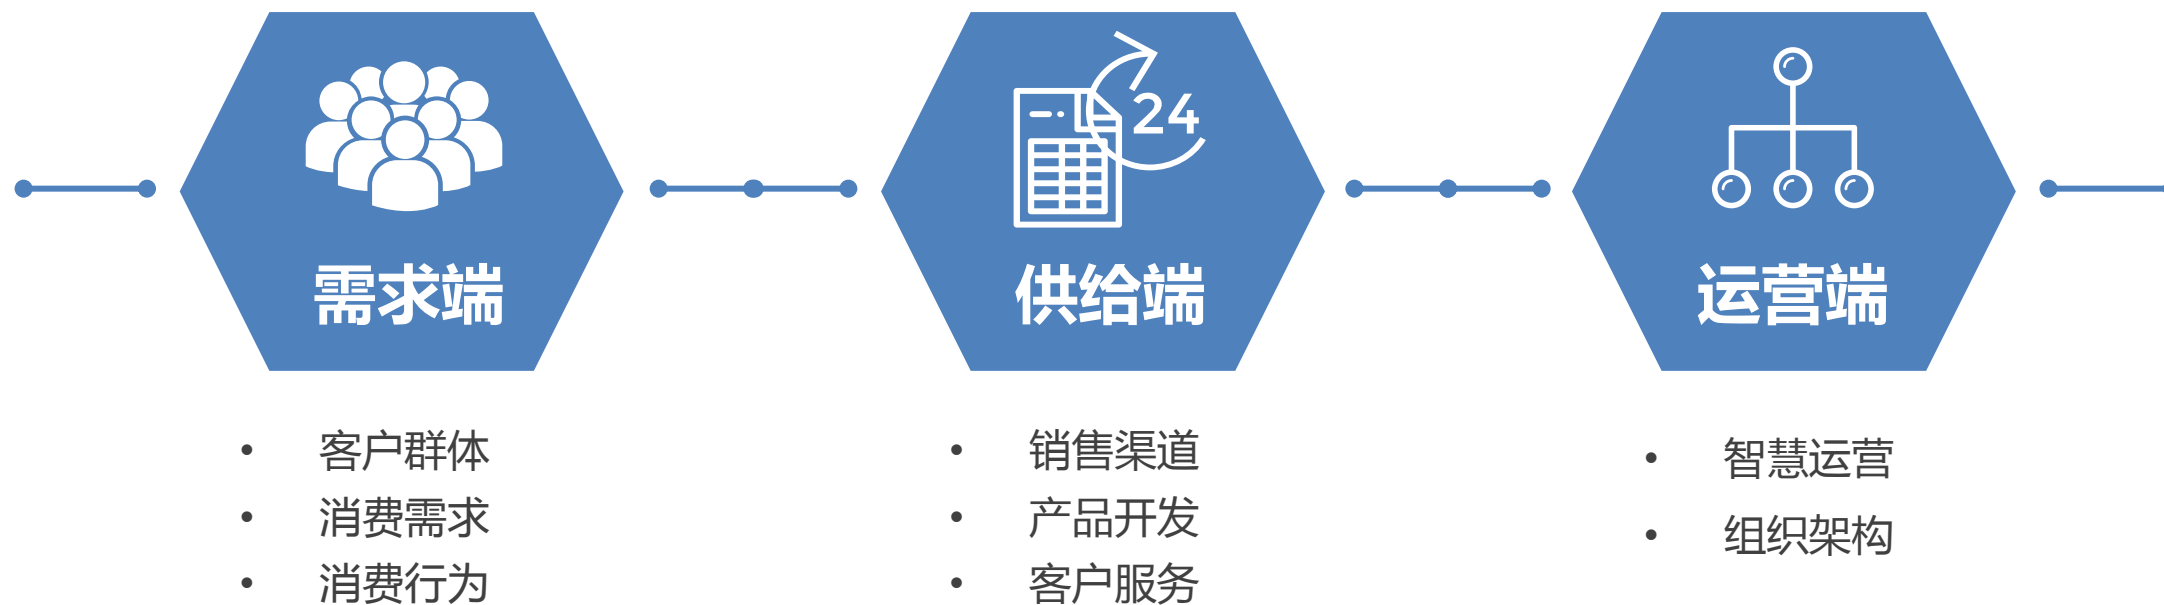 24
需求端
供给端
运营端
• 客户群体
• 消费需求
• 消费行为
• 销售渠道
• 产品开发
• 客户服务
• 智慧运营
• 组织架构